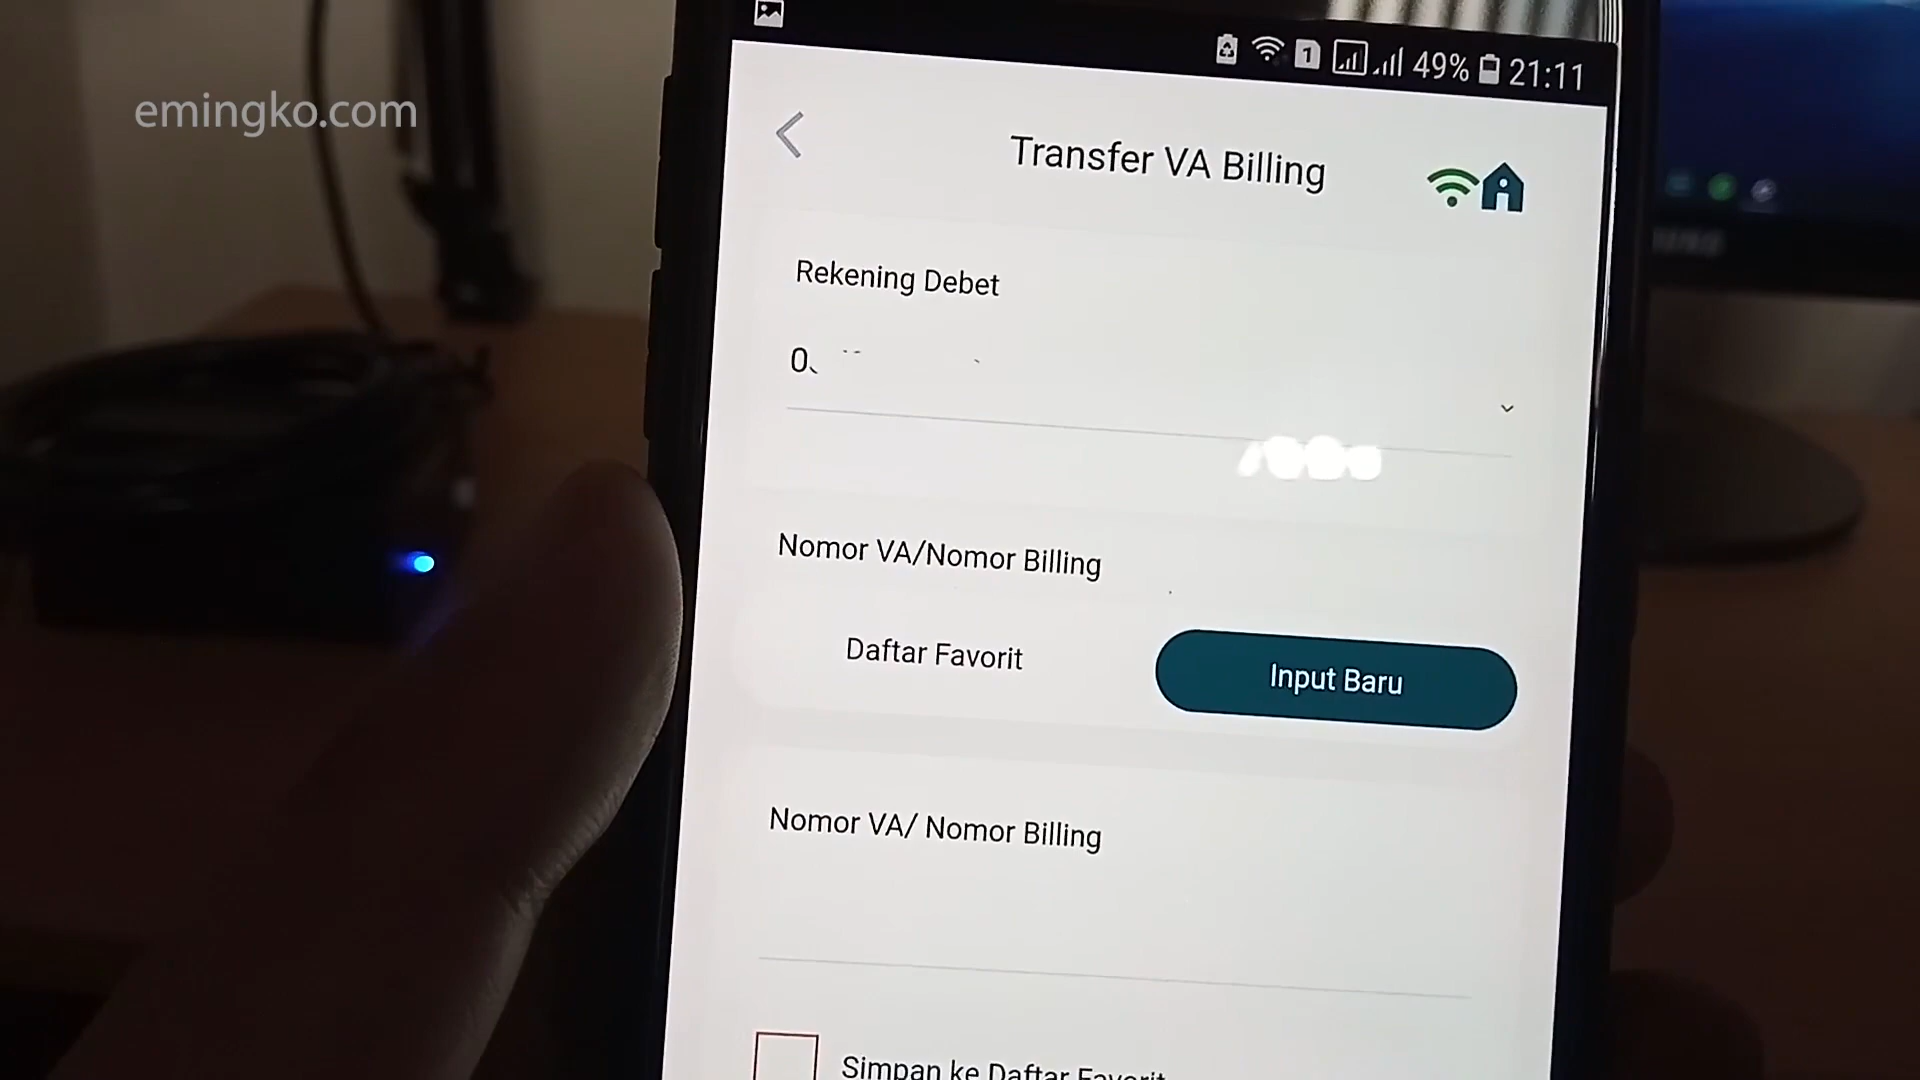 emingko.com
1
49%
21:11
Transfer VA Billing
Rekening Debet
Nomor VA/Nomor Billing
Daftar Favorit
Input Baru
Nomor VA/ Nomor Billing
Simpan ke Daftar Favorit